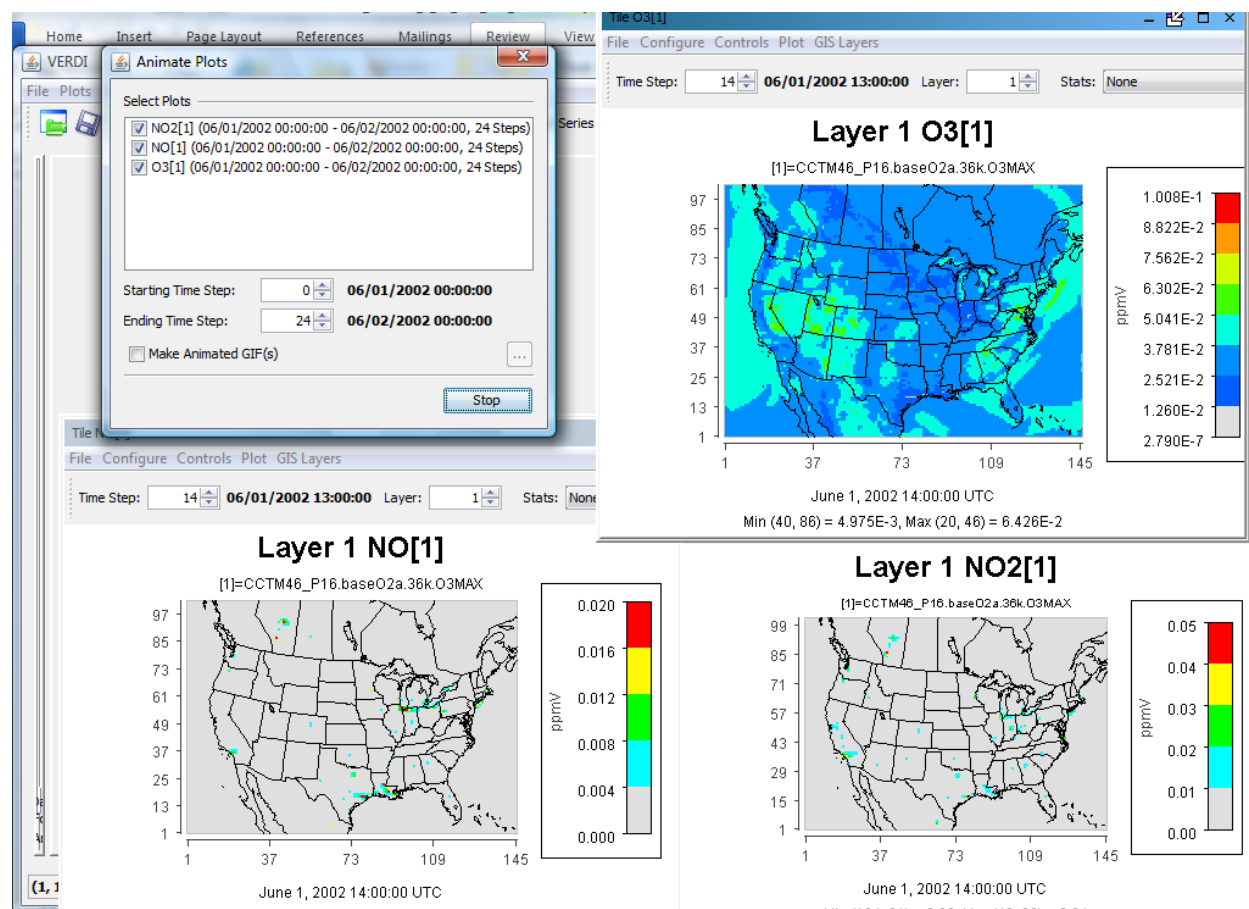 Home Insert Page Layout References Mailings Review View
VERDI
File Plots
Series
(1, 1
Animate Plots
Select Plots
NO2[1] (06/01/2002 00:00:00 - 06/02/2002 00:00:00, 24 Steps)
NO[1] (06/01/2002 00:00:00 - 06/02/2002 00:00:00, 24 Steps)
O3[1] (06/01/2002 00:00:00 - 06/02/2002 00:00:00, 24 Steps)
Starting Time Step: 0 06/01/2002 00:00:00
Ending Time Step: 24 06/02/2002 00:00:00
Make Animated GIF(s) ...
Stop
Tile O3[1]
File Configure Controls Plot GIS Layers
Time Step: 14 06/01/2002 13:00:00 Layer: 1 Stats: None
Layer 1 O3[1]
[1]=CCTM46_P16.baseO2a.36k.O3MAX
97
85
73
61
49
37
25
13
1
1 37 73 109 145
ppmV
1.008E-1
8.822E-2
7.562E-2
6.302E-2
5.041E-2
3.781E-2
2.521E-2
1.260E-2
2.790E-7
June 1, 2002 14:00:00 UTC
Min (40, 86) = 4.975E-3, Max (20, 46) = 6.426E-2
Tile N
File Configure Controls Plot GIS Layers
Time Step: 14 06/01/2002 13:00:00 Layer: 1 Stats: None
Layer 1 NO[1]
[1]=CCTM46_P16.baseO2a.36k.O3MAX
97
85
73
61
49
37
25
13
1
1 37 73 109 145
ppmV
0.020
0.016
0.012
0.008
0.004
0.000
June 1, 2002 14:00:00 UTC
Layer 1 NO2[1]
[1]=CCTM46_P16.baseO2a.36k.O3MAX
99
85
71
57
43
29
15
1
1 37 73 109 145
ppmV
0.05
0.04
0.03
0.02
0.01
0.00
June 1, 2002 14:00:00 UTC